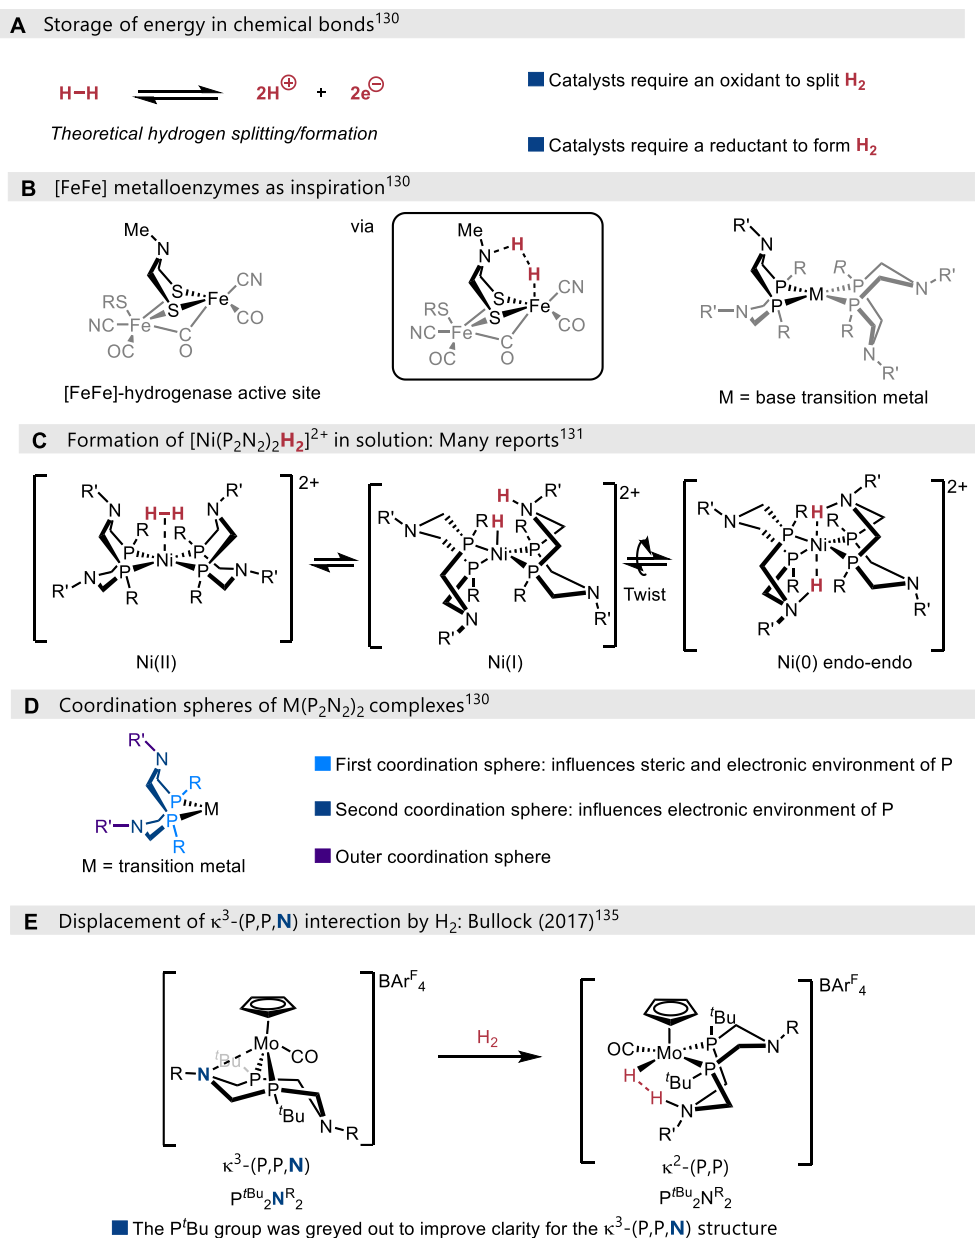 A Storage of energy in chemical bonds130
H-H 2H⊕ + 2e⊖
Theoretical hydrogen splitting/formation
Catalysts require an oxidant to split H2
Catalysts require a reductant to form H2
B [FeFe] metalloenzymes as inspiration130
Me
N
S
S
Fe
CN
CO
RS
NC
Fe
OC
C
O
[FeFe]-hydrogenase active site
via
Me
N
H
H
S
S
Fe
CN
CO
RS
NC
Fe
OC
C
O
R'
N
R
R
P
P
M
P
P
N
R'
R'
N
R
R
N
R'
M = base transition metal
C Formation of [Ni(P2N2)2H2]2+ in solution: Many reports131
2+
R'
N
H-H
R'
N
R
R
P
P
Ni
P
P
N
R'
N
R'
R
R
Ni(II)
2+
H
R'
N
R'
N
R
H
R
P
P
Ni
P
P
R
N
R'
N
R'
Ni(I)
Twist
2+
R'
N
R'
N
R
H
R
P
P
Ni
P
P
R
H
R
N
R'
N
R'
Ni(0) endo-endo
D Coordination spheres of M(P2N2)2 complexes130
R'
N
R
P
P
M
R'
N
R
M = transition metal
First coordination sphere: influences steric and electronic environment of P
Second coordination sphere: influences electronic environment of P
Outer coordination sphere
E Displacement of κ3-(P,P,N) interection by H2: Bullock (2017)135
BArF4
Mo
CO
tBu
R
N
P
P
tBu
N
R
κ3-(P,P,N)
PtBu2NR2
H2
BArF4
tBu
OC
Mo
P
P
N
R
H
H
tBu
N
R'
κ2-(P,P)
PtBu2NR2
The PtBu group was greyed out to improve clarity for the κ3-(P,P,N) structure